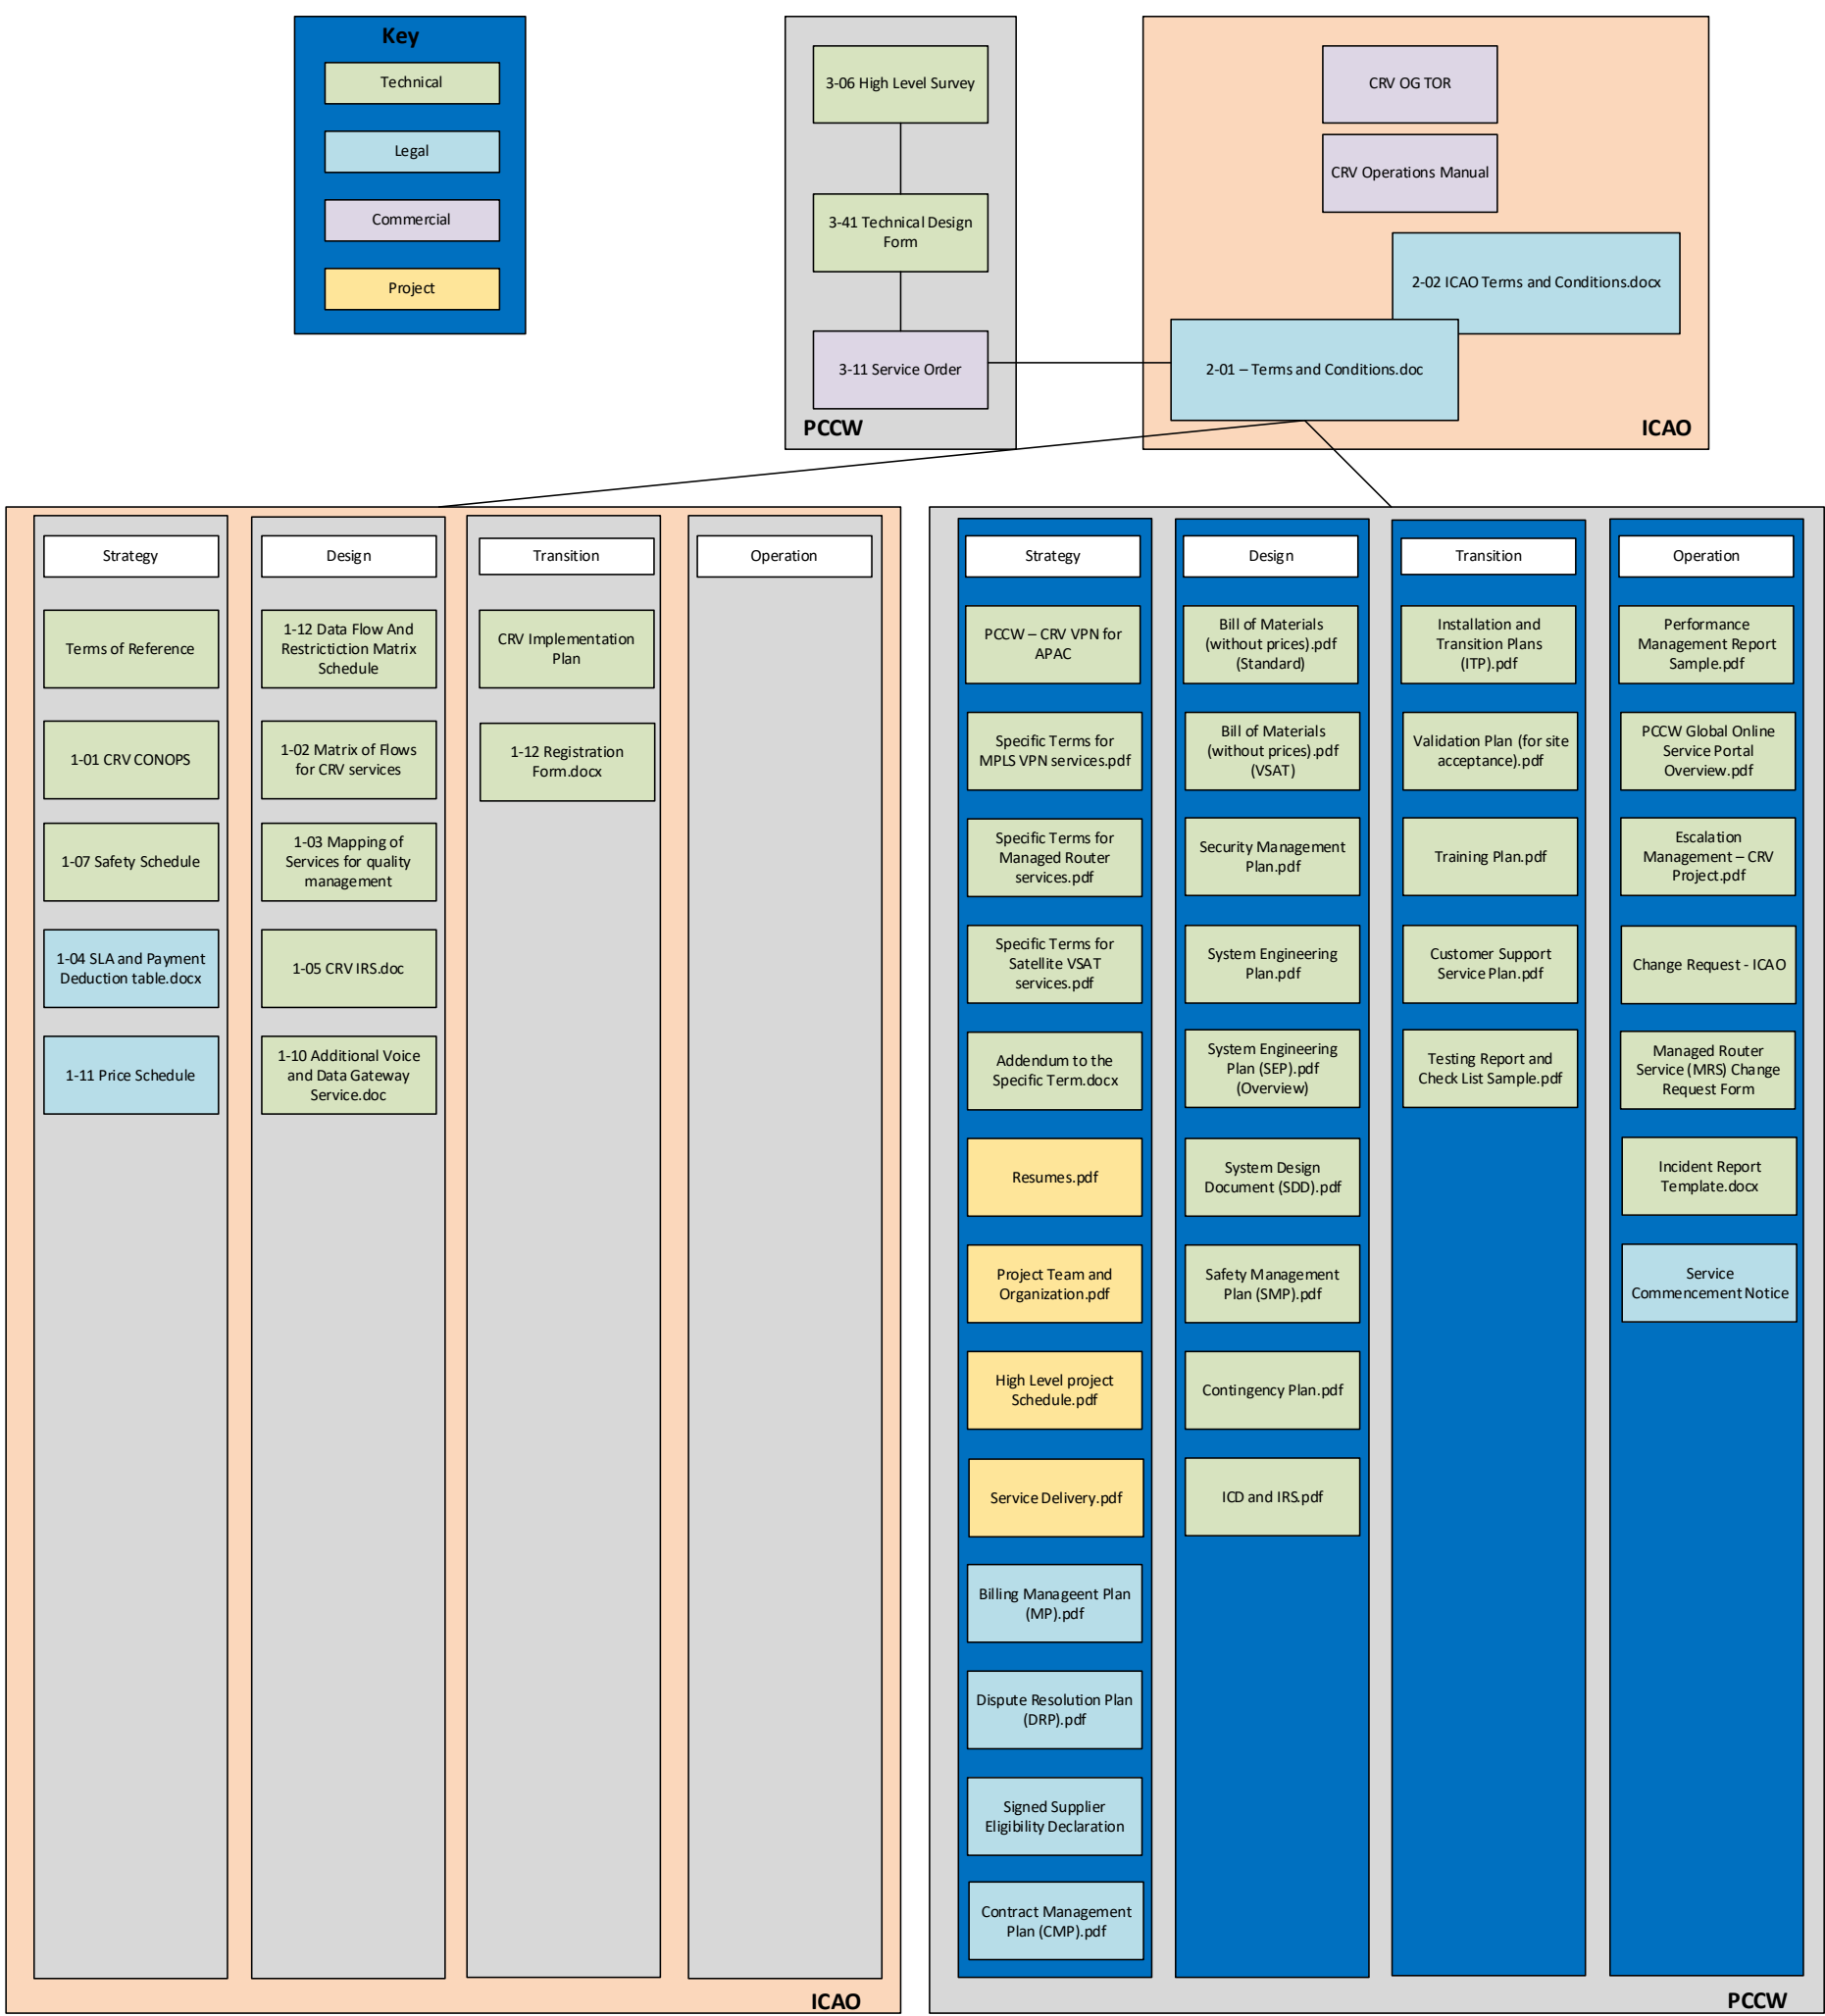 Key
Technical
Legal
Commercial
Project
3-06 High Level Survey
3-41 Technical Design
Form
3-11 Service Order
PCCW
CRV OG TOR
CRV Operations Manual
2-02 ICAO Terms and Conditions.docx
2-01 – Terms and Conditions.doc
ICAO
Strategy
Terms of Reference
1-01 CRV CONOPS
1-07 Safety Schedule
1-04 SLA and Payment
Deduction table.docx
1-11 Price Schedule
Design
1-12 Data Flow And
Restrictiction Matrix
Schedule
1-02 Matrix of Flows
for CRV services
1-03 Mapping of
Services for quality
management
1-05 CRV IRS.doc
1-10 Additional Voice
and Data Gateway
Service.doc
Transition
CRV Implementation
Plan
1-12 Registration
Form.docx
Operation
ICAO
Strategy
PCCW – CRV VPN for
APAC
Specific Terms for
MPLS VPN services.pdf
Specific Terms for
Managed Router
services.pdf
Specific Terms for
Satellite VSAT
services.pdf
Addendum to the
Specific Term.docx
Resumes.pdf
Project Team and
Organization.pdf
High Level project
Schedule.pdf
Service Delivery.pdf
Billing Manageent Plan
(MP).pdf
Dispute Resolution Plan
(DRP).pdf
Signed Supplier
Eligibility Declaration
Contract Management
Plan (CMP).pdf
Design
Bill of Materials
(without prices).pdf
(Standard)
Bill of Materials
(without prices).pdf
(VSAT)
Security Management
Plan.pdf
System Engineering
Plan.pdf
System Engineering
Plan (SEP).pdf
(Overview)
System Design
Document (SDD).pdf
Safety Management
Plan (SMP).pdf
Contingency Plan.pdf
ICD and IRS.pdf
Transition
Installation and
Transition Plans
(ITP).pdf
Validation Plan (for site
acceptance).pdf
Training Plan.pdf
Customer Support
Service Plan.pdf
Testing Report and
Check List Sample.pdf
Operation
Performance
Management Report
Sample.pdf
PCCW Global Online
Service Portal
Overview.pdf
Escalation
Management – CRV
Project.pdf
Change Request - ICAO
Managed Router
Service (MRS) Change
Request Form
Incident Report
Template.docx
Service
Commencement Notice
PCCW